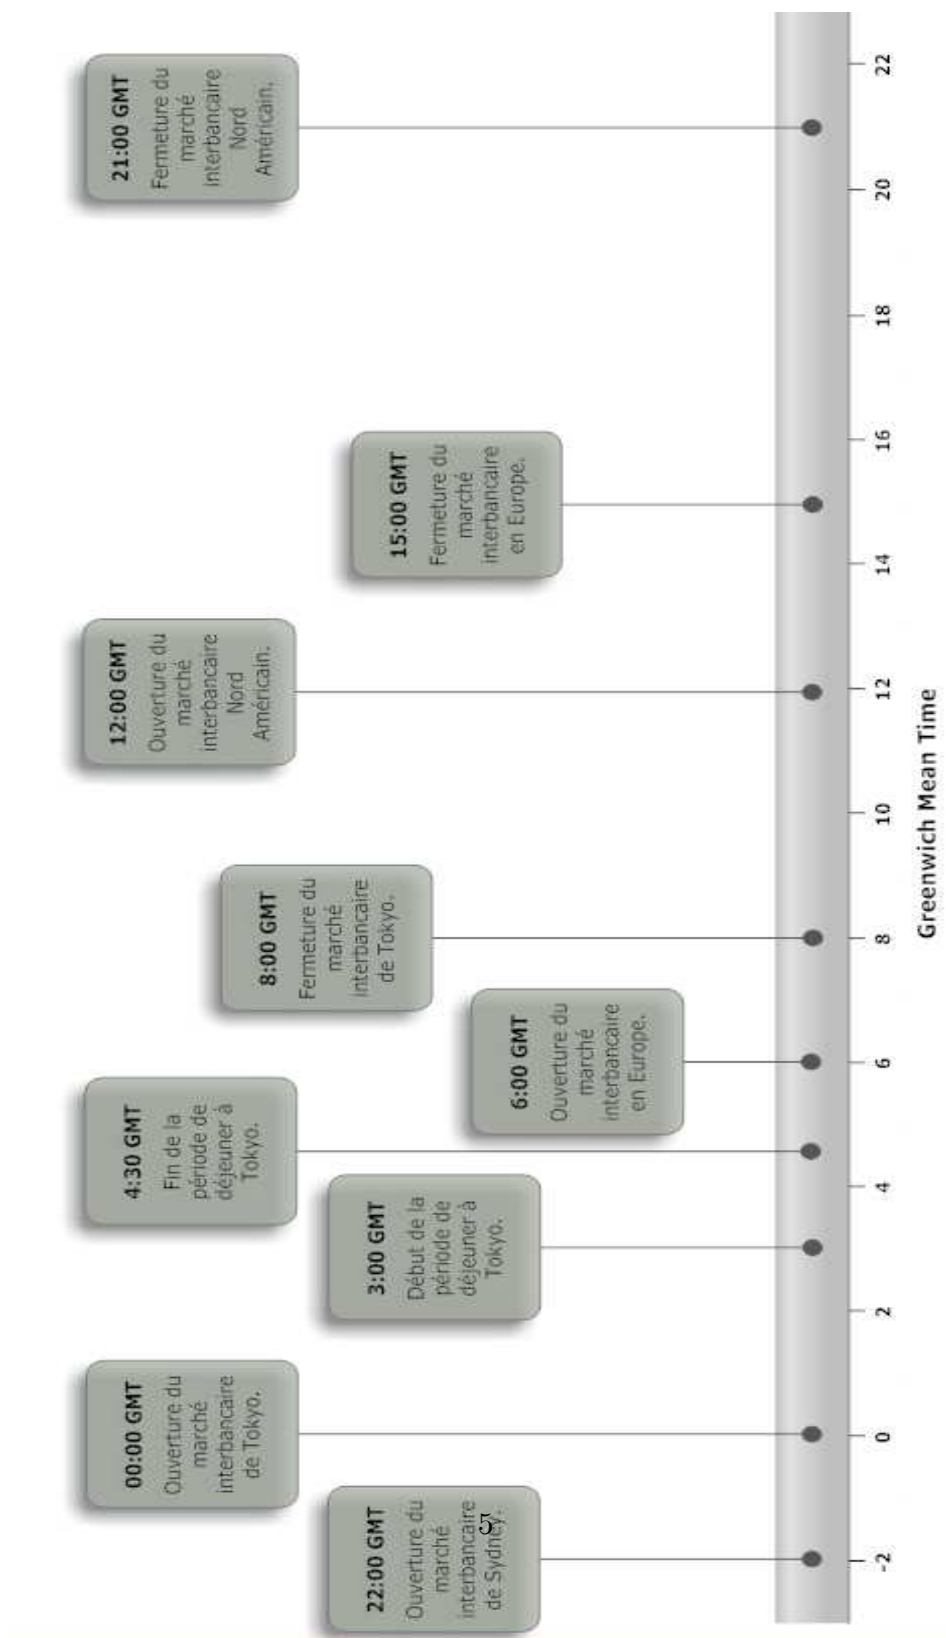 22:00 GMT
Ouverture du
marché
interbancaire
de Sydney.
00:00 GMT
Ouverture du
marché
interbancaire
de Tokyo.
3:00 GMT
Début de la
période de
déjeuner à
Tokyo.
4:30 GMT
Fin de la
période de
déjeuner à
Tokyo.
6:00 GMT
Ouverture du
marché
interbancaire
en Europe.
8:00 GMT
Fermeture du
marché
interbancaire
de Tokyo.
12:00 GMT
Ouverture du
marché
interbancaire
Nord
Américain.
15:00 GMT
Fermeture du
marché
interbancaire
en Europe.
21:00 GMT
Fermeture du
marché
interbancaire
Nord
Américain.
-2 0 2 4 6 8 10 12 14 16 18 20 22
Greenwich Mean Time
5